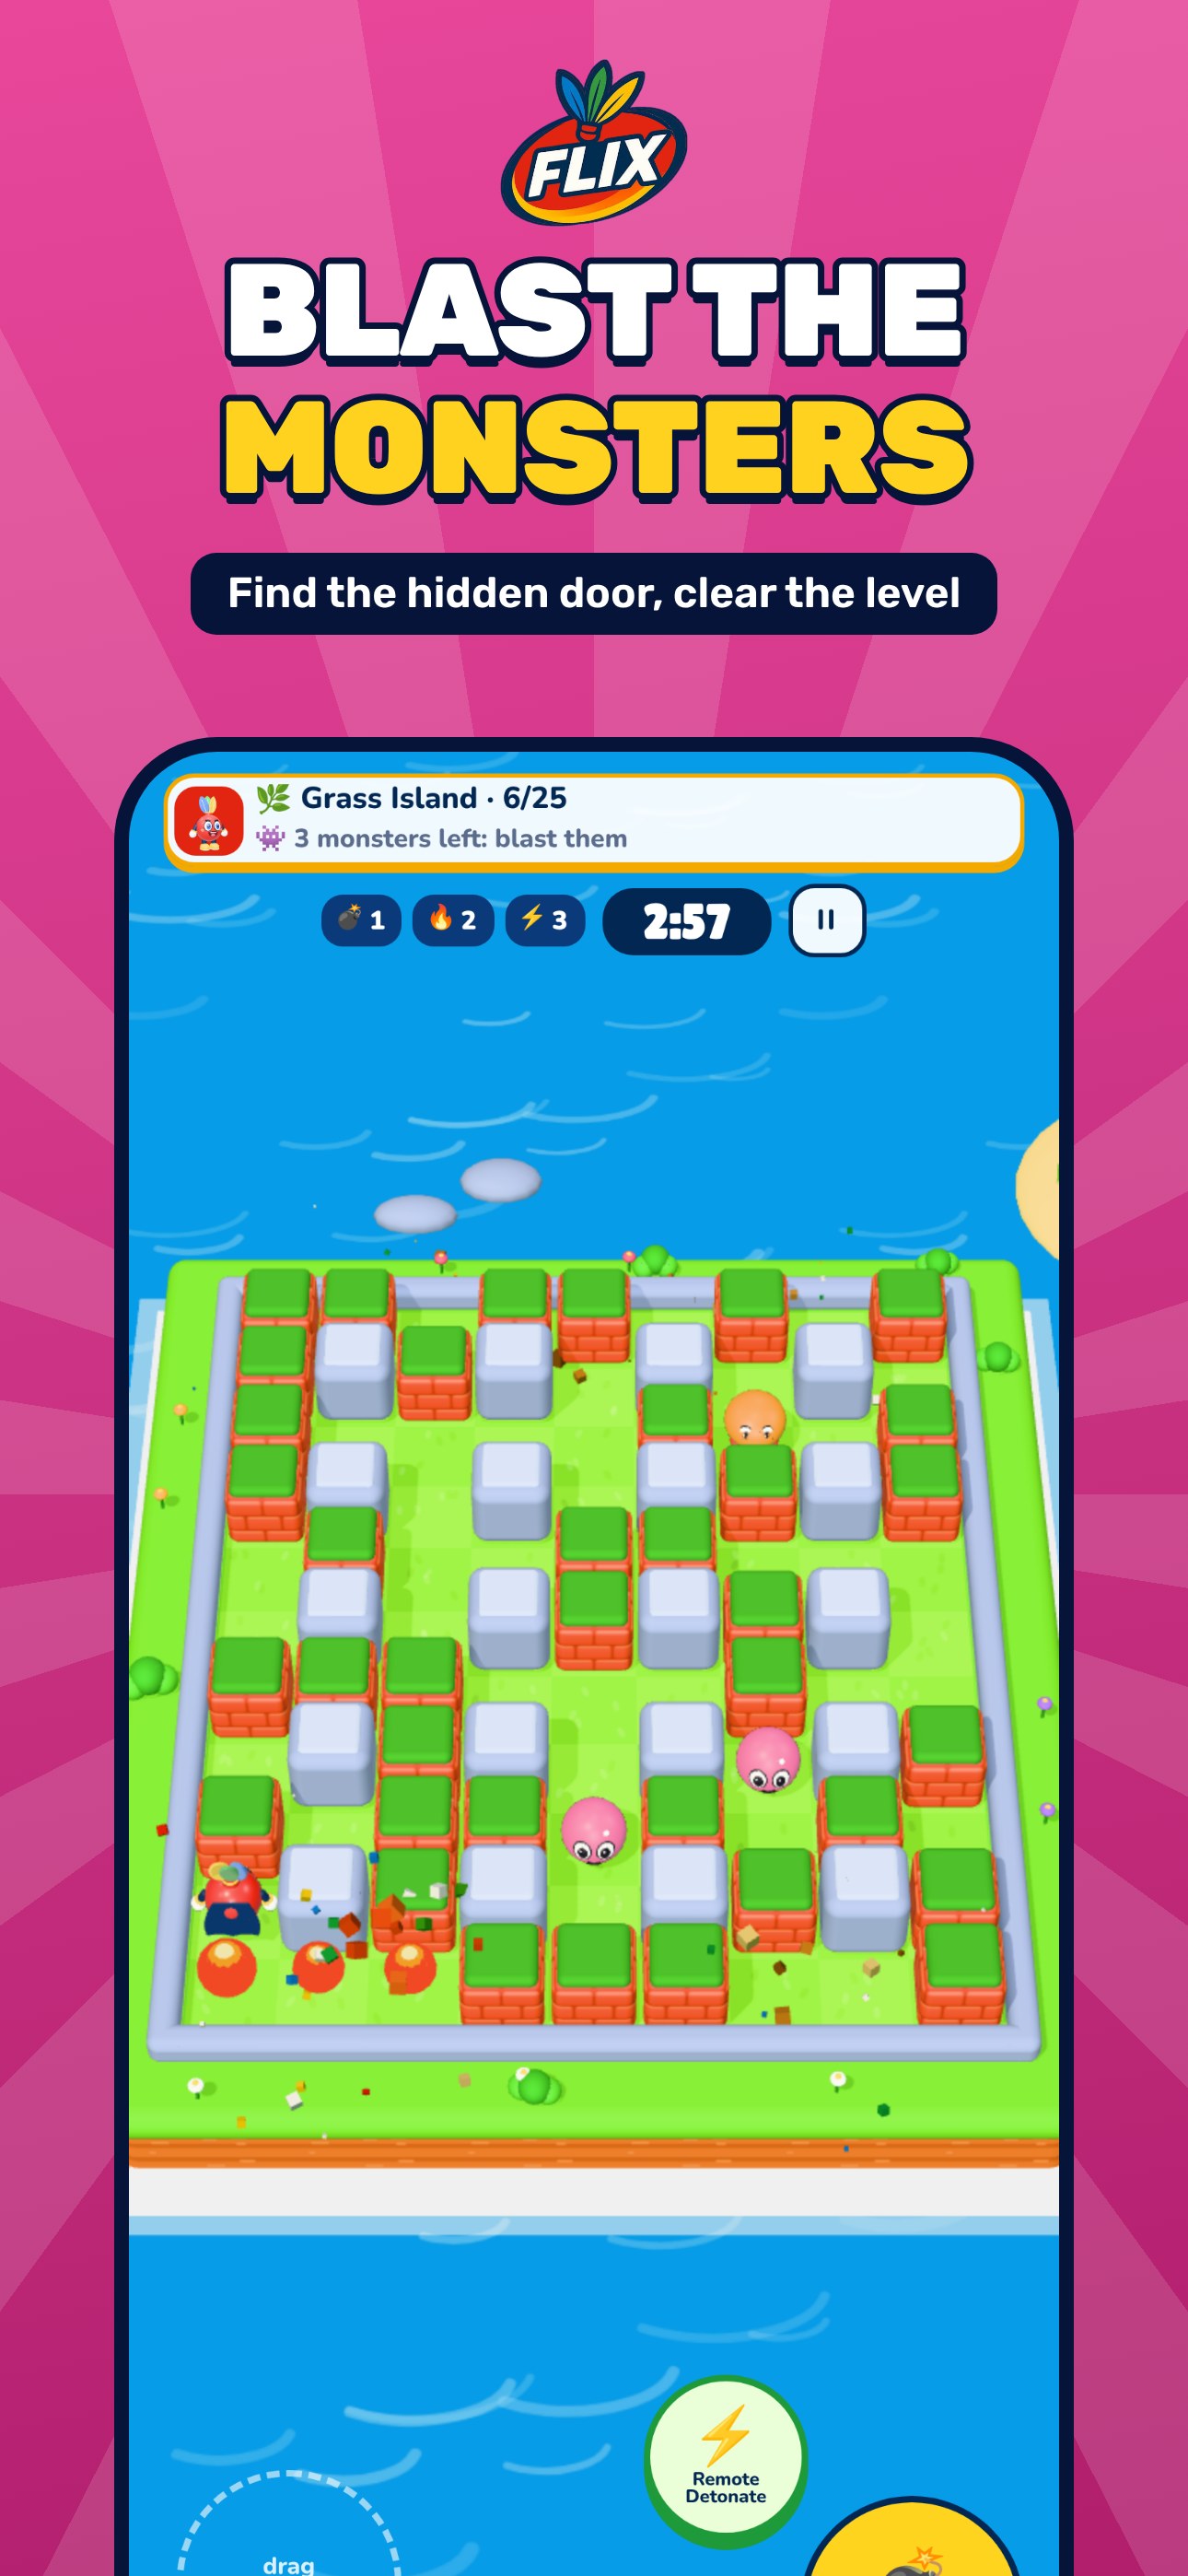 FLIX
BLAST THE
MONSTERS
Find the hidden door, clear the level
Grass Island · 6/25
3 monsters left: blast them
1
2
3
2:57
Remote
Detonate
drag